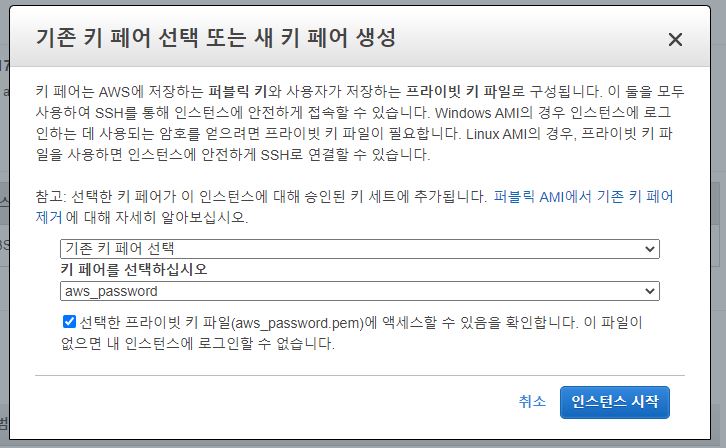 기존 키 페어 선택 또는 새 키 페어 생성
키 페어는 AWS에 저장하는 퍼블릭 키와 사용자가 저장하는 프라이빗 키 파일로 구성됩니다. 이 둘을 모두
사용하여 SSH를 통해 인스턴스에 안전하게 접속할 수 있습니다. Windows AMI의 경우 인스턴스에 로그
인하는 데 사용되는 암호를 얻으려면 프라이빗 키 파일이 필요합니다. Linux AMI의 경우, 프라이빗 키 파
일을 사용하면 인스턴스에 안전하게 SSH로 연결할 수 있습니다.
참고: 선택한 키 페어가 이 인스턴스에 대해 승인된 키 세트에 추가됩니다. 퍼블릭 AMI에서 기존 키 페어
제거에 대해 자세히 알아보십시오.
기존 키 페어 선택
키 페어를 선택하십시오
aws_password
선택한 프라이빗 키 파일(aws_password.pem)에 액세스할 수 있음을 확인합니다. 이 파일이
없으면 내 인스턴스에 로그인할 수 없습니다.
취소 인스턴스 시작